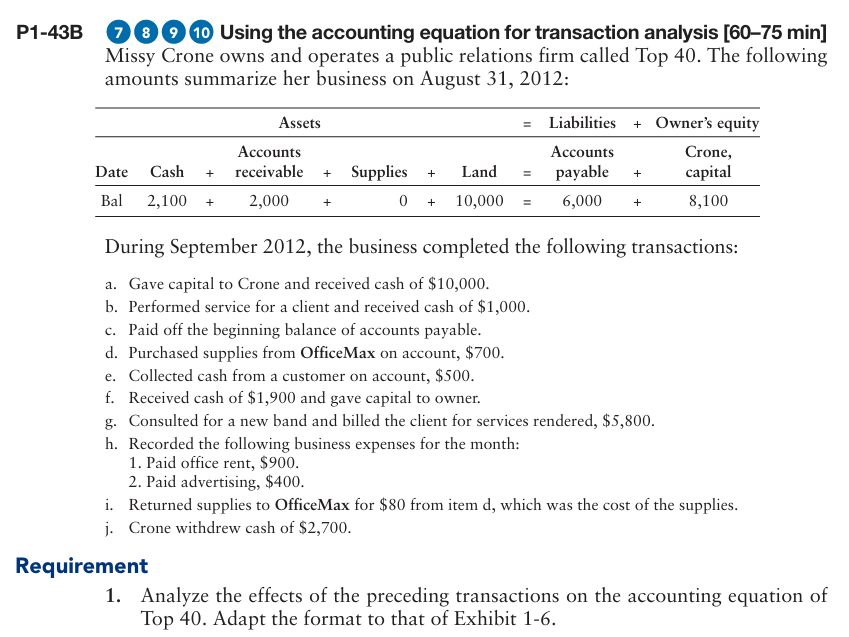 P1-43B 7 8 9 10 Using the accounting equation for transaction analysis [60–75 min]
Missy Crone owns and operates a public relations firm called Top 40. The following
amounts summarize her business on August 31, 2012:
Assets = Liabilities + Owner’s equity
Accounts Accounts Crone,
Date Cash + receivable + Supplies + Land = payable + capital
Bal 2,100 + 2,000 + 0 + 10,000 = 6,000 + 8,100
During September 2012, the business completed the following transactions:
a. Gave capital to Crone and received cash of $10,000.
b. Performed service for a client and received cash of $1,000.
c. Paid off the beginning balance of accounts payable.
d. Purchased supplies from OfficeMax on account, $700.
e. Collected cash from a customer on account, $500.
f. Received cash of $1,900 and gave capital to owner.
g. Consulted for a new band and billed the client for services rendered, $5,800.
h. Recorded the following business expenses for the month:
1. Paid office rent, $900.
2. Paid advertising, $400.
i. Returned supplies to OfficeMax for $80 from item d, which was the cost of the supplies.
j. Crone withdrew cash of $2,700.
Requirement
1. Analyze the effects of the preceding transactions on the accounting equation of
Top 40. Adapt the format to that of Exhibit 1-6.